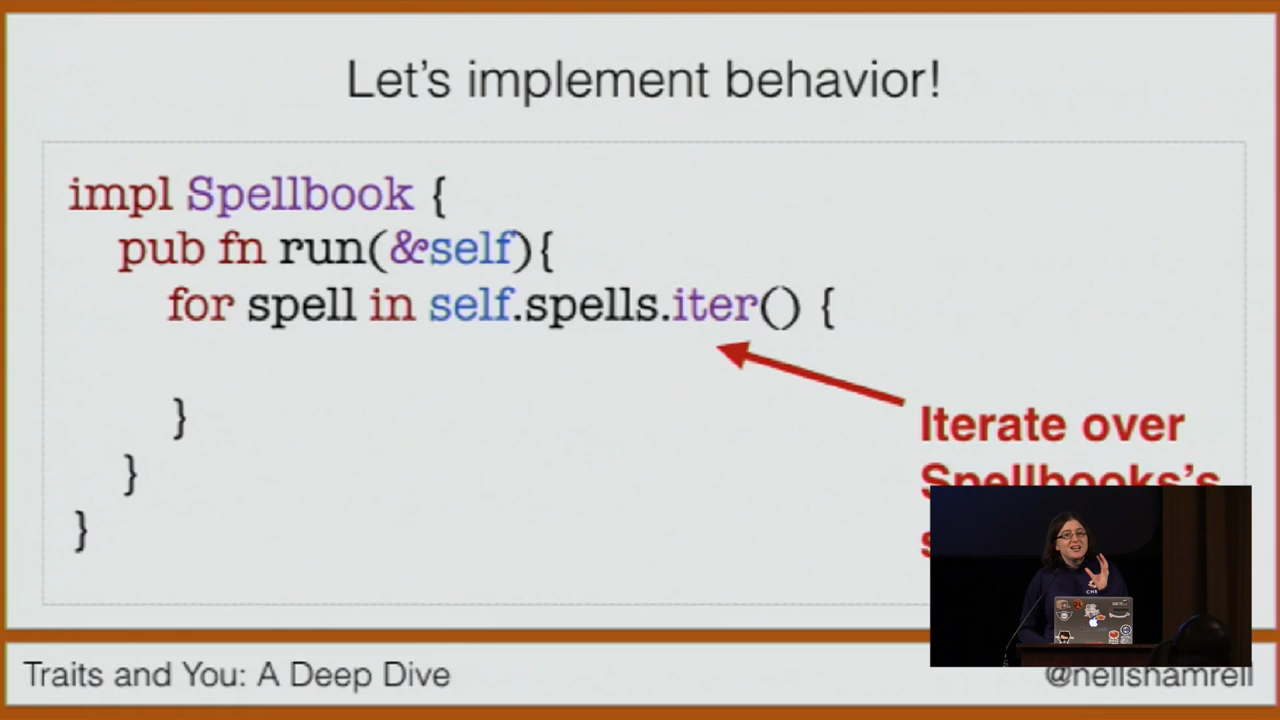 Let's implement behavior!
impl Spellbook {
pub fn run(&self){
for spell in self.spells.iter() {
}
}
}
Iterate over
Spellbooks's
Traits and You: A Deep Dive
@nellshamrell